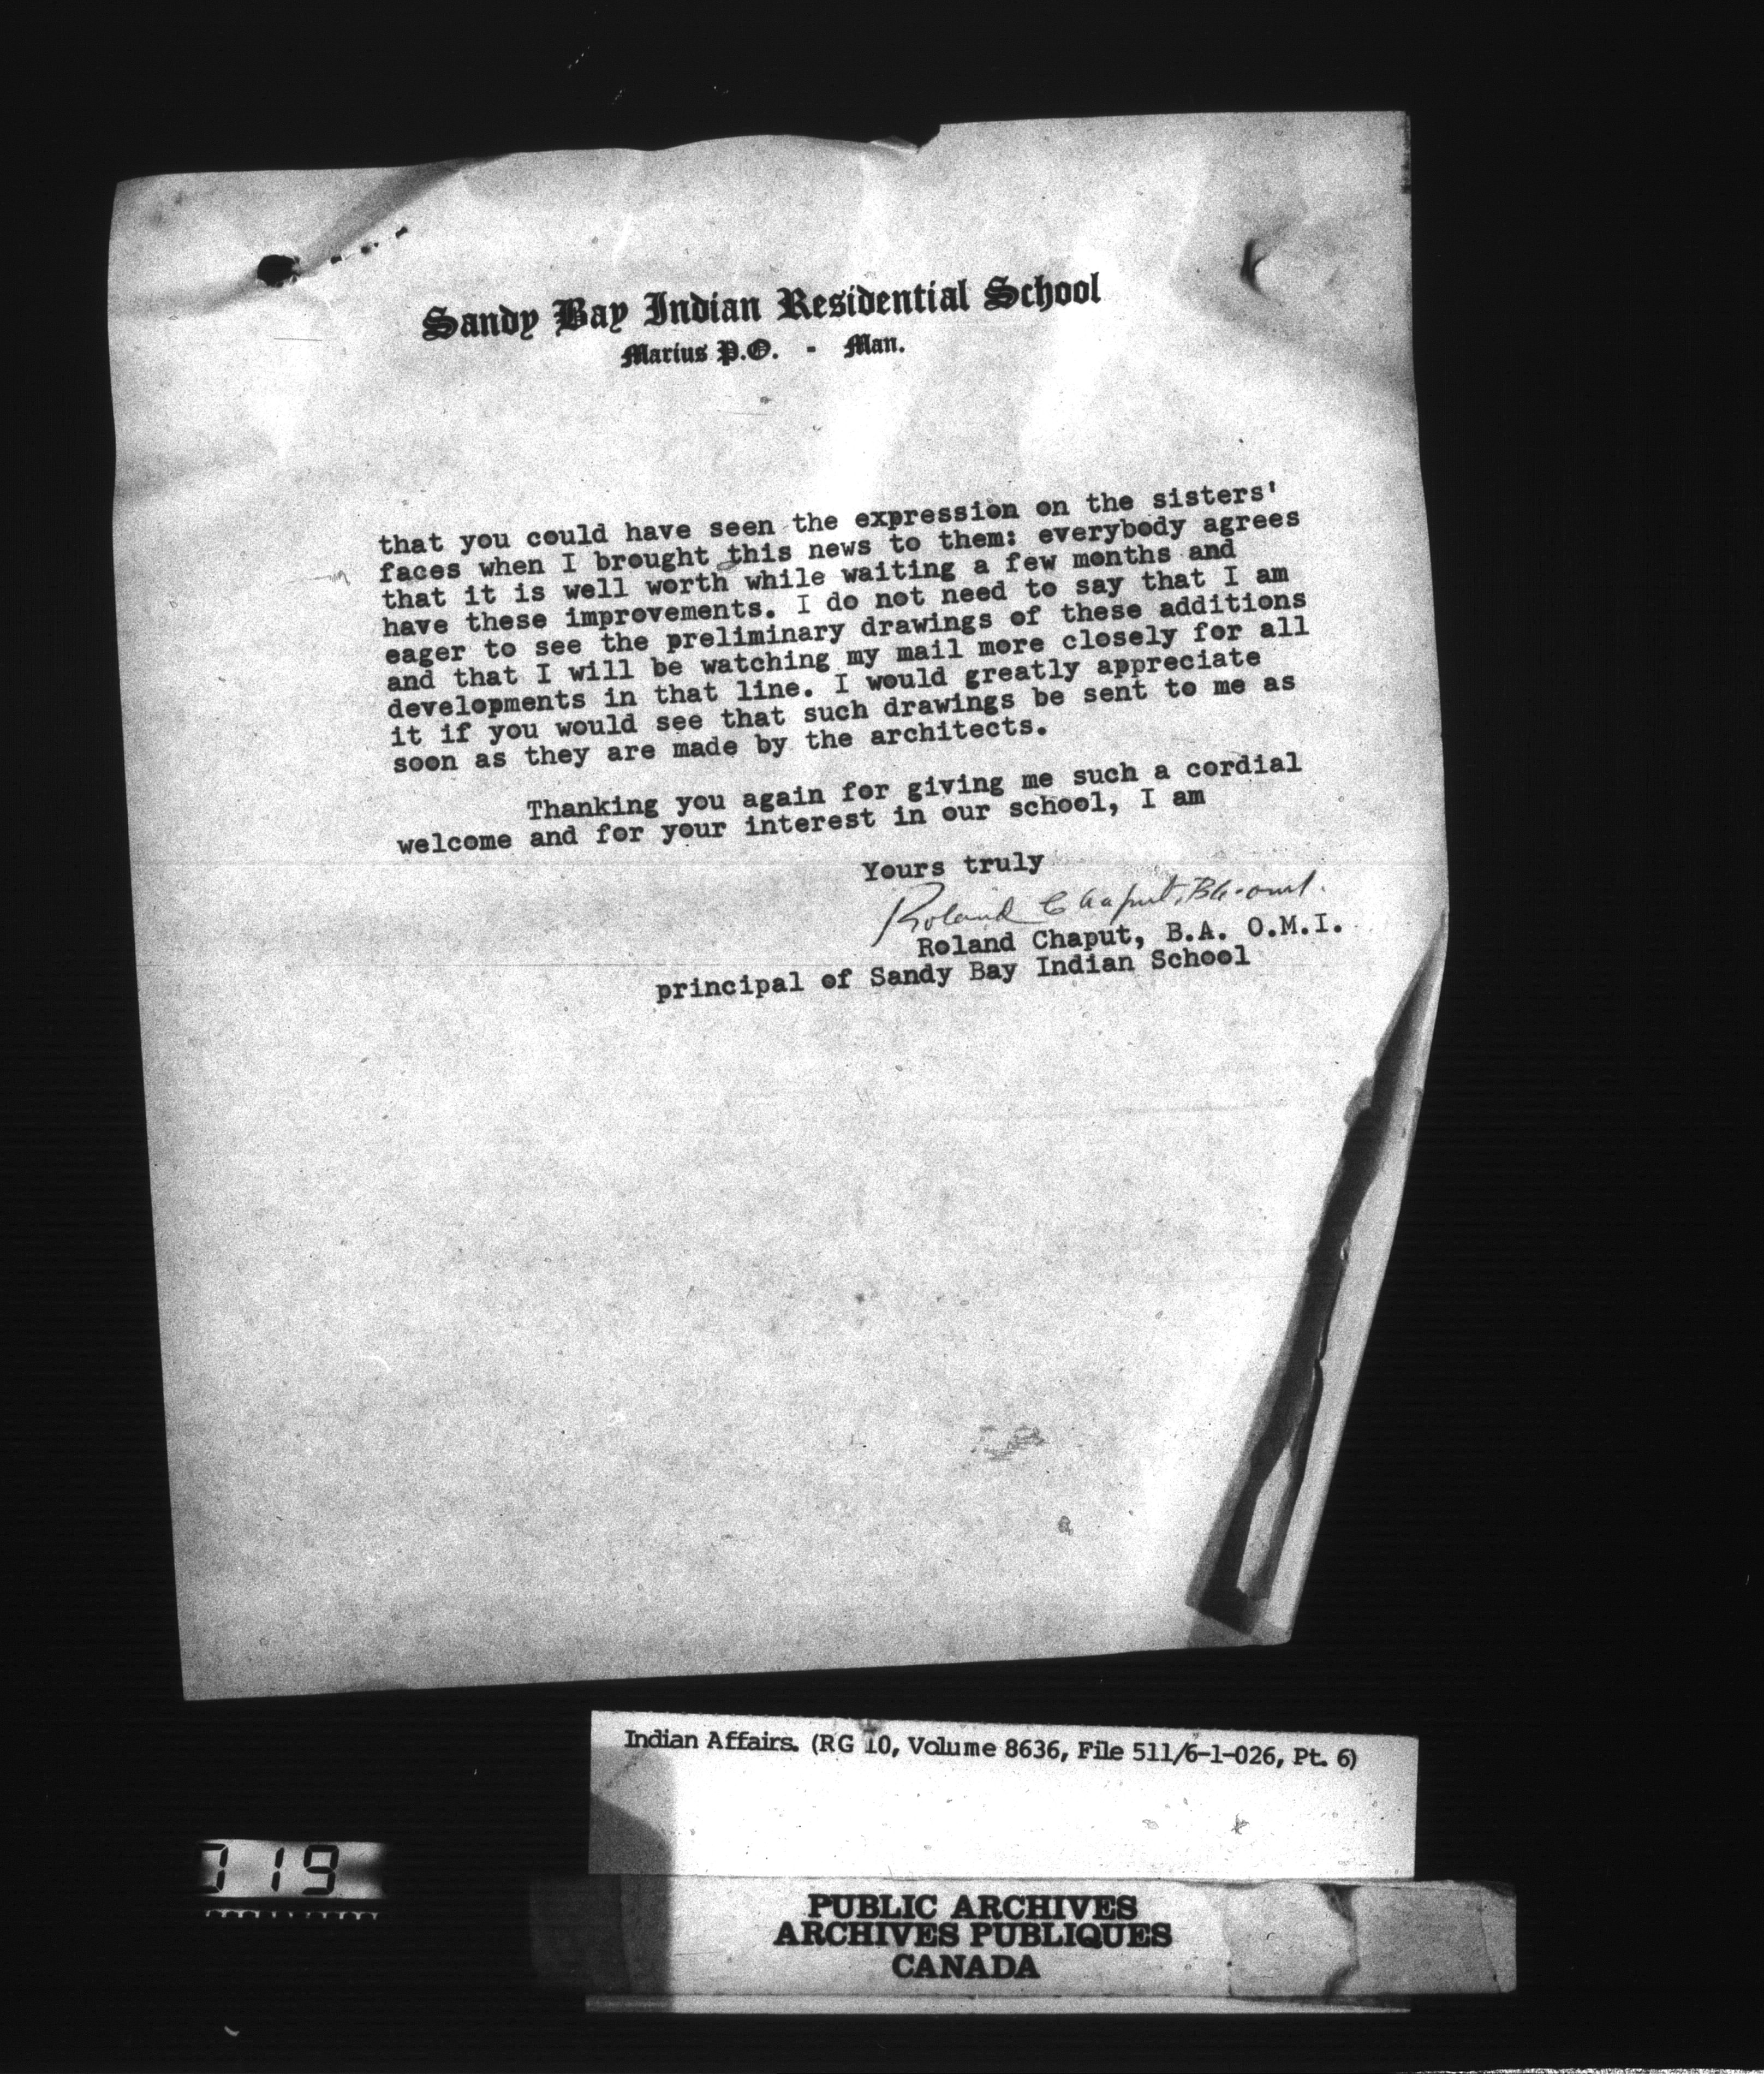 Sandy Bay Indian Residential School
Marius P.O. - Man.
that you could have seen the expression on the sisters'
faces when I brought this news to them: everybody agrees
that it is well worth while waiting a few months and
have these improvements. I do not need to say that I am
eager to see the preliminary drawings of these additions
and that I will be watching my mail more closely for all
developments in that line. I would greatly appreciate
it if you would see that such drawings be sent to me as
soon as they are made by the architects.
Thanking you again for giving me such a cordial
welcome and for your interest in our school, I am
Yours truly
Roland Chaput, BA. omi.
Roland Chaput, B.A. O.M.I.
principal of Sandy Bay Indian School
Indian Affairs. (RG 10, Volume 8636, File 511/6-1-026, Pt. 6)
719
PUBLIC ARCHIVES
ARCHIVES PUBLIQUES
CANADA